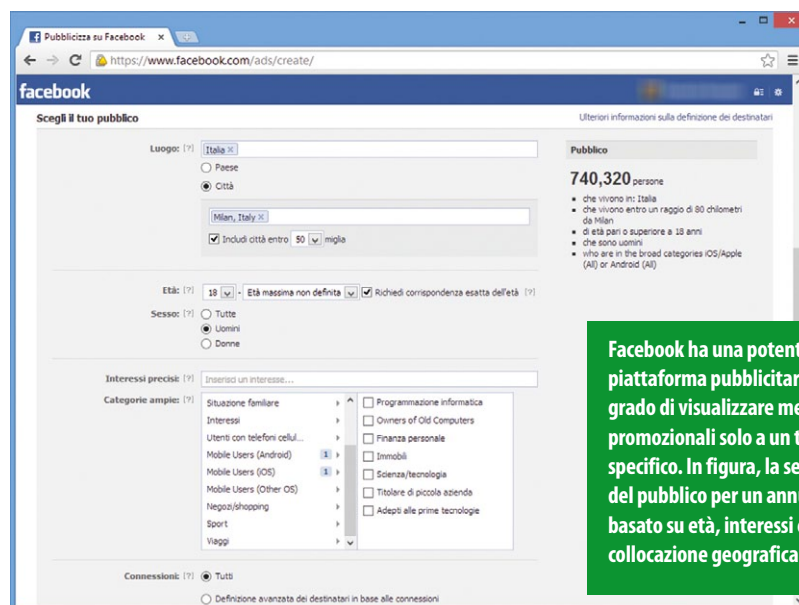 Pubblicizza su Facebook
https://www.facebook.com/ads/create/
facebook
Scegli il tuo pubblico
Ulteriori informazioni sulla definizione dei destinatari
Luogo: [?] Italia ×
Paese
Città
Milan, Italy ×
Includi città entro 50 miglia
Età: [?] 18 - Età massima non definita Richiedi corrispondenza esatta dell'età [?]
Sesso: [?] Tutte
Uomini
Donne
Interessi precisi: [?] Inserisci un interesse...
Categorie ampie: [?]
Situazione familiare
Interessi
Utenti con telefoni cellul...
Mobile Users (Android) 1
Mobile Users (iOS) 1
Mobile Users (Other OS)
Negozi/shopping
Sport
Viaggi
Programmazione informatica
Owners of Old Computers
Finanza personale
Immobili
Scienza/tecnologia
Titolare di piccola azienda
Adepti alle prime tecnologie
Connessioni: [?] Tutti
Definizione avanzata dei destinatari in base alle connessioni
Pubblico
740,320 persone
che vivono in: Italia
che vivono entro un raggio di 80 chilometri
da Milan
di età pari o superiore a 18 anni
che sono uomini
who are in the broad categories iOS/Apple
(All) or Android (All)
Facebook ha una potent
piattaforma pubblicitar
grado di visualizzare me
promozionali solo a un t
specifico. In figura, la se
del pubblico per un annu
basato su età, interessi e
collocazione geografica